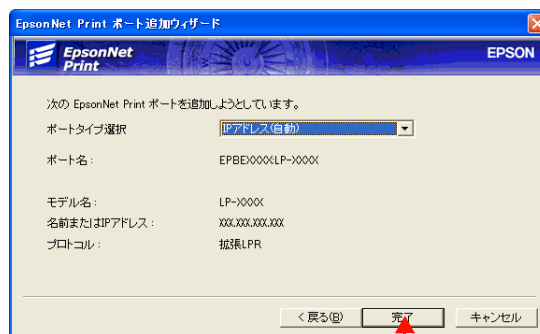 EpsonNet Print ポート追加ウィザード
EpsonNet
Print
EPSON
次の EpsonNet Print ポートを追加しようとしています。
ポートタイプ選択
IPアドレス(自動)
ポート名:
EPBEXXXX:LP-XXXX
モデル名:
LP-XXXX
名前またはIPアドレス:
XXX.XXX.XXX.XXX
プロトコル:
拡張LPR
< 戻る(B)
完了
キャンセル